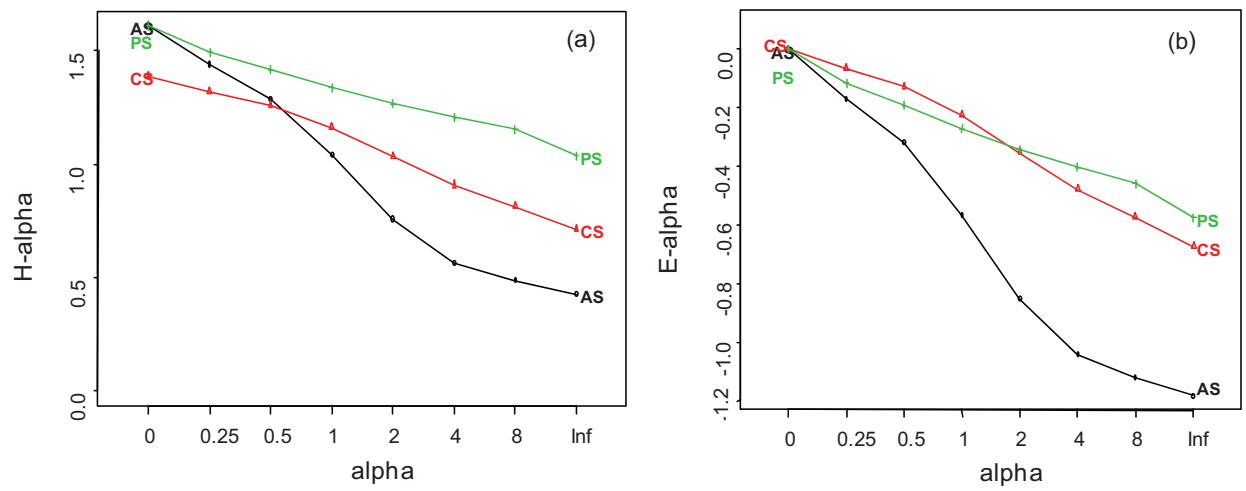 (a)
AS
PS
CS
PS
CS
AS
H-alpha
0.0 0.5 1.0 1.5
0 0.25 0.5 1 2 4 8 Inf
alpha
(b)
CS
AS
PS
PS
CS
AS
E-alpha
-1.2 -1.0 -0.8 -0.6 -0.4 -0.2 0.0
0 0.25 0.5 1 2 4 8 Inf
alpha